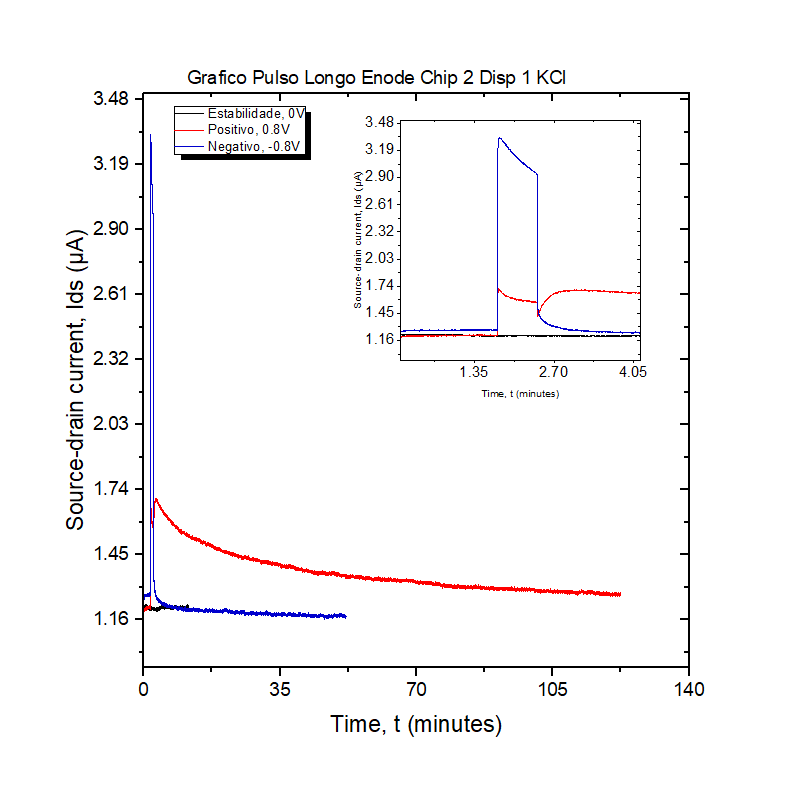 Grafico Pulso Longo Enode Chip 2 Disp 1 KCl
3.48
3.19
2.90
2.61
2.32
2.03
1.74
1.45
1.16
Source-drain current, Ids (µA)
0 35 70 105 140
Time, t (minutes)
Estabilidade, 0V
Positivo, 0.8V
Negativo, -0.8V
3.48
3.19
2.90
2.61
2.32
2.03
1.74
1.45
1.16
Source- drain current, Ids (µA)
1.35 2.70 4.05
Time, t (minutes)